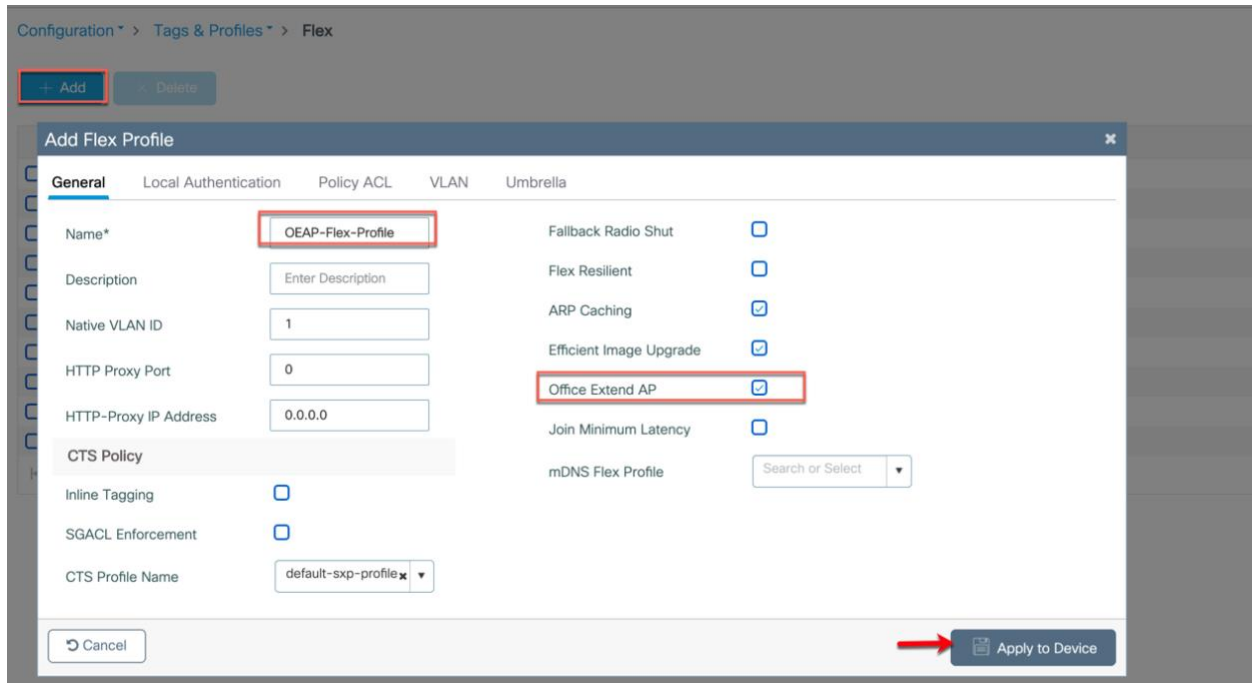 Configuration > Tags & Profiles > Flex
+ Add
× Delete
Add Flex Profile
General Local Authentication Policy ACL VLAN Umbrella
Name* OEAP-Flex-Profile
Description Enter Description
Native VLAN ID 1
HTTP Proxy Port 0
HTTP-Proxy IP Address 0.0.0.0
CTS Policy
Inline Tagging
SGACL Enforcement
CTS Profile Name default-sxp-profile
Fallback Radio Shut
Flex Resilient
ARP Caching
Efficient Image Upgrade
Office Extend AP
Join Minimum Latency
mDNS Flex Profile Search or Select
Cancel
Apply to Device